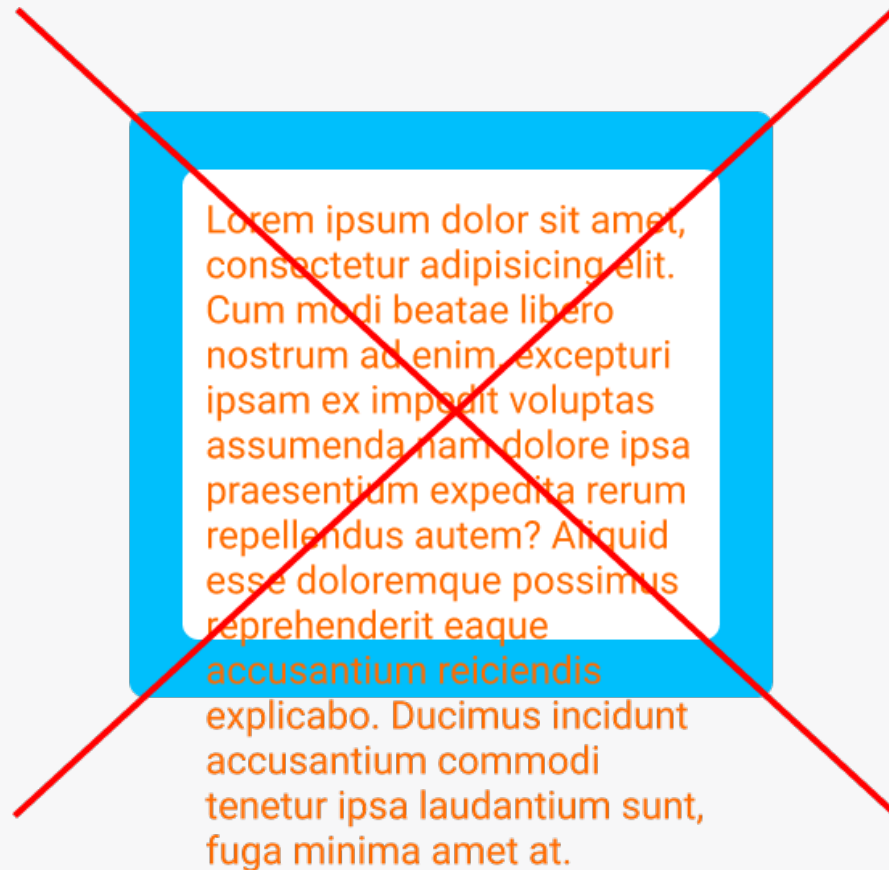 Lorem ipsum dolor sit amet,
consectetur adipisicing elit.
Cum modi beatae libero
nostrum ad enim, excepturi
ipsam ex impedit voluptas
assumenda nam dolore ipsa
praesentium expedita rerum
repellendus autem? Aliquid
esse doloremque possimus
reprehenderit eaque
accusantium reiciendis
explicabo. Ducimus incidunt
accusantium commodi
tenetur ipsa laudantium sunt,
fuga minima amet at.